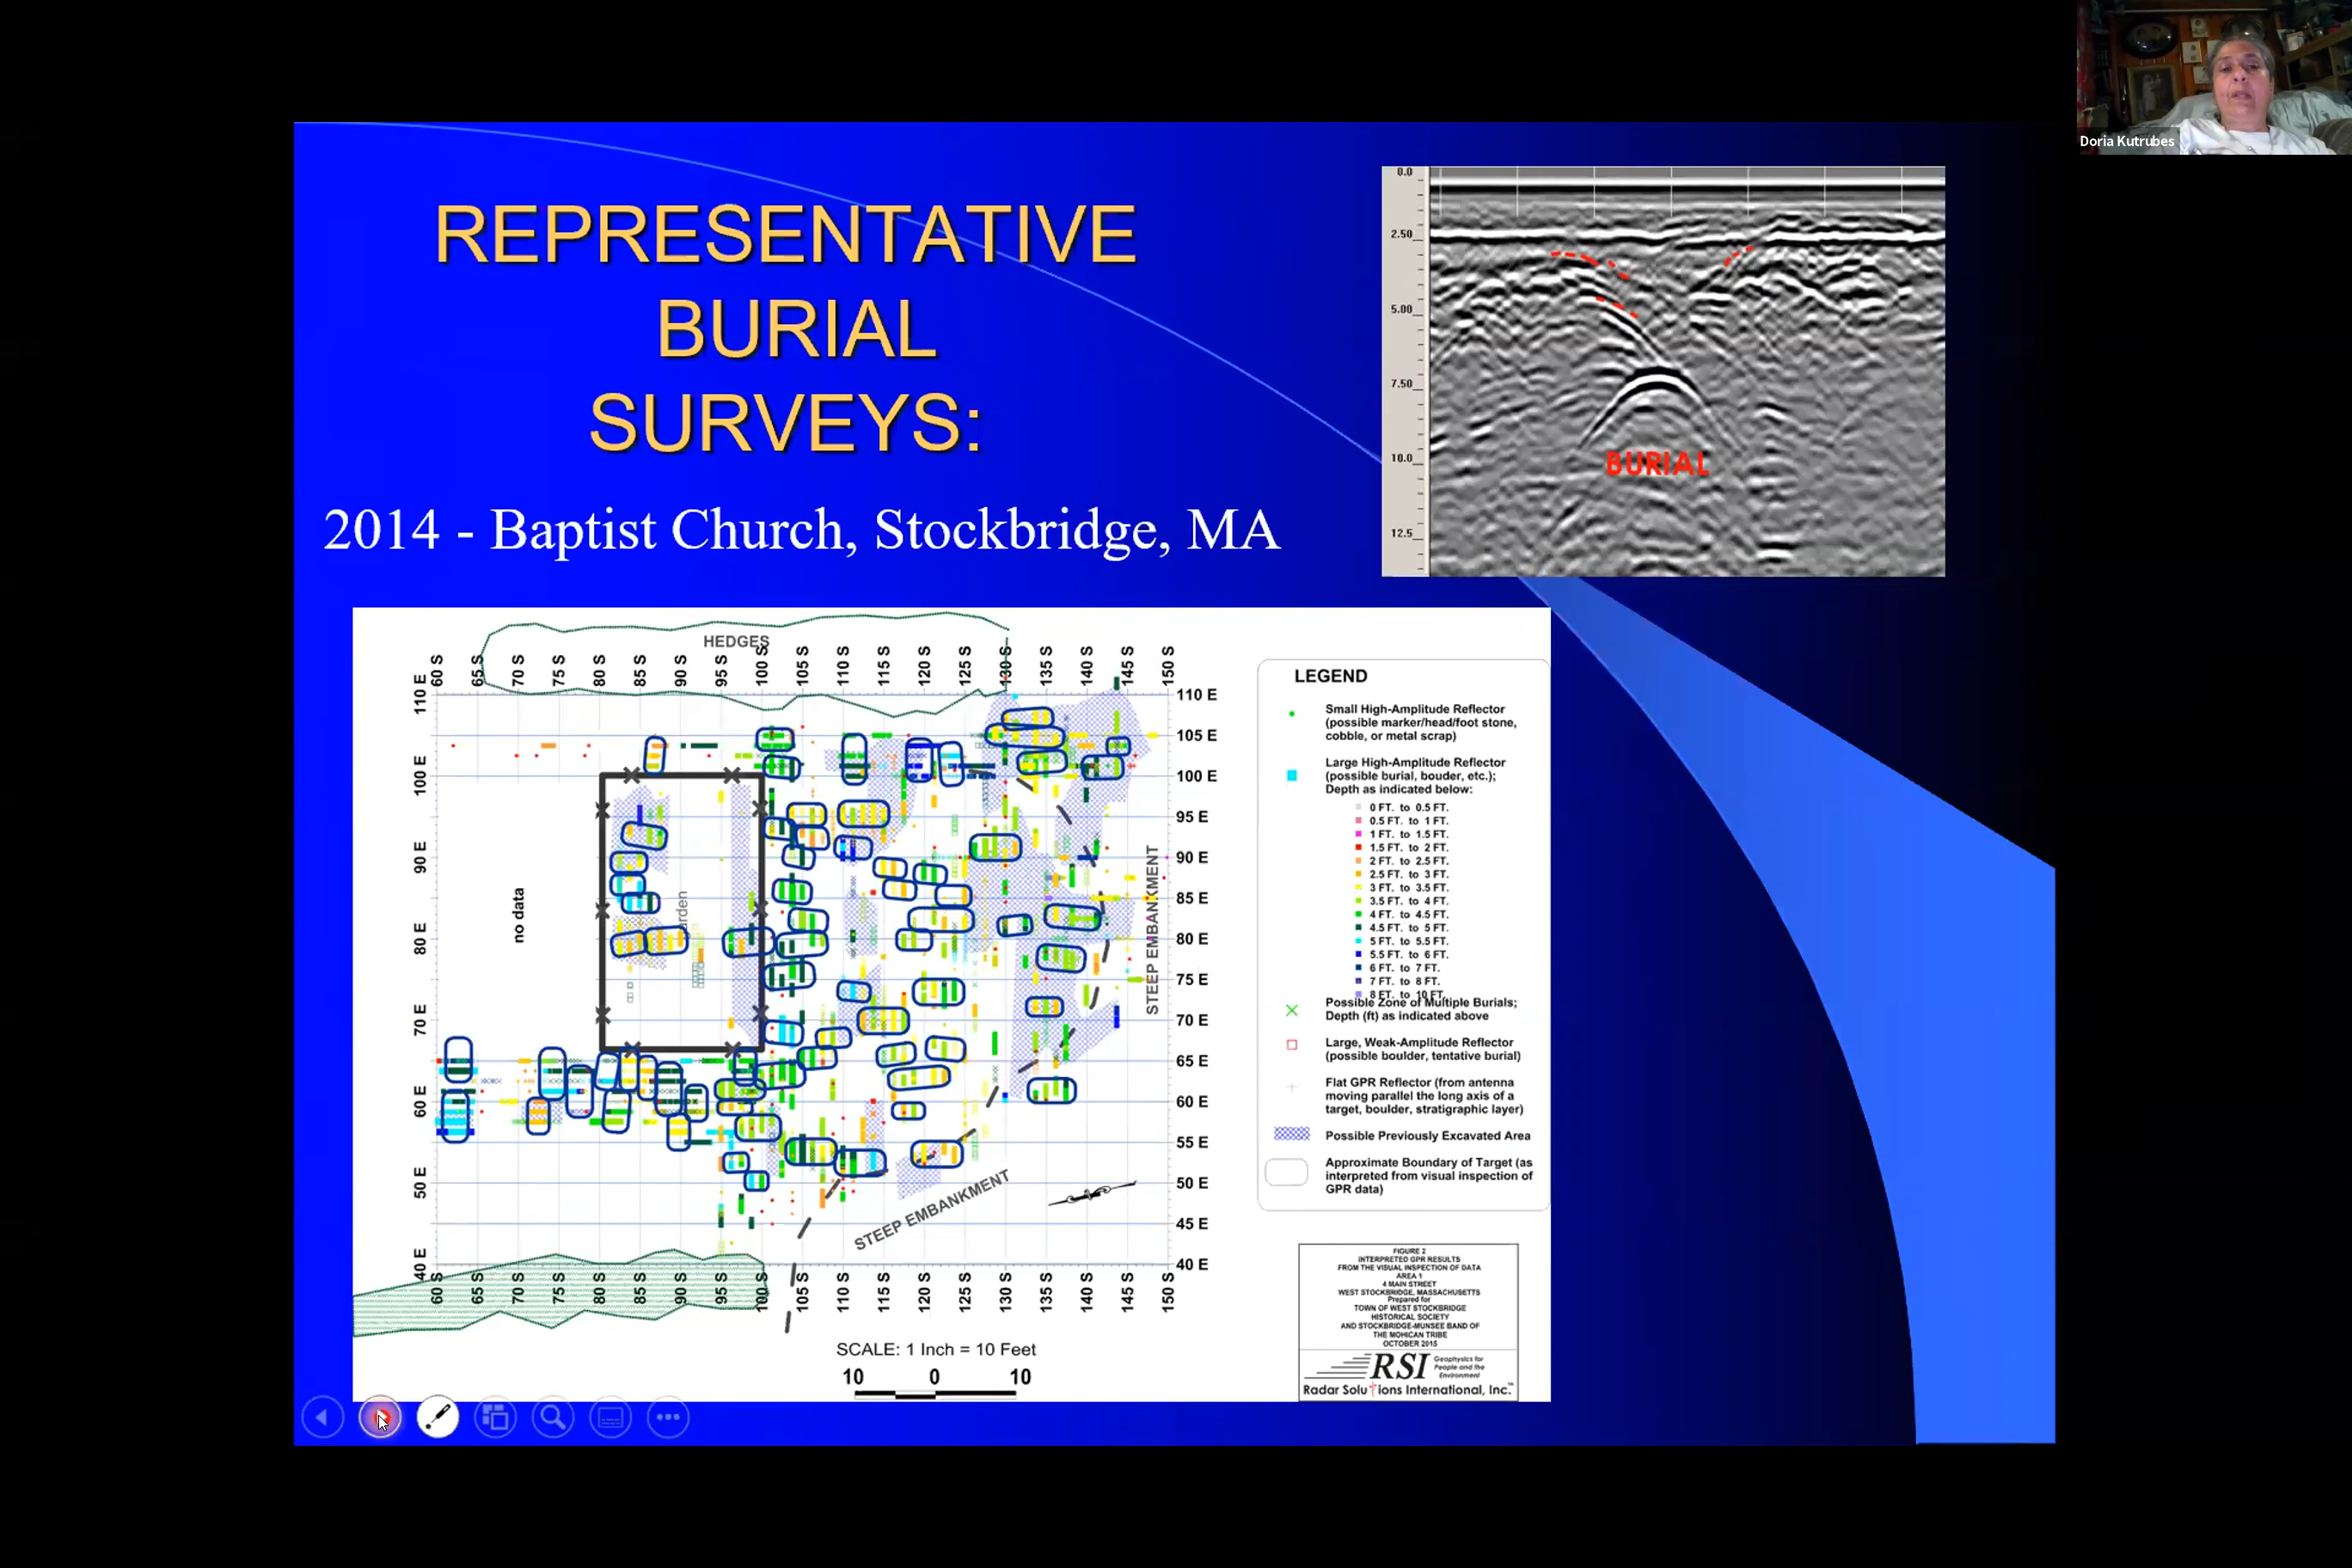 Doria Kutrubes
REPRESENTATIVE
BURIAL
SURVEYS:
2014 - Baptist Church, Stockbridge, MA
0.0
2.50
5.00
7.50
10.0
12.5
BURIAL
HEDGES
60 S 65 S 70 S 75 S 80 S 85 S 90 S 95 S 100 S 105 S 110 S 115 S 120 S 125 S 130 S 135 S 140 S 145 S 150 S
110 E
100 E
90 E
80 E
70 E
60 E
50 E
40 E
110 E
105 E
100 E
95 E
90 E
85 E
80 E
75 E
70 E
65 E
60 E
55 E
50 E
45 E
40 E
no data
arden
STEEP EMBANKMENT
STEEP EMBANKMENT
60 S 65 S 70 S 75 S 80 S 85 S 90 S 95 S 100 S 105 S 110 S 115 S 120 S 125 S 130 S 135 S 140 S 145 S 150 S
SCALE: 1 Inch = 10 Feet
10 0 10
LEGEND
Small High-Amplitude Reflector
(possible marker/head/foot stone,
cobble, or metal scrap)
Large High-Amplitude Reflector
(possible burial, bouder, etc.);
Depth as indicated below:
0 FT. to 0.5 FT.
0.5 FT. to 1 FT.
1 FT. to 1.5 FT.
1.5 FT. to 2 FT.
2 FT. to 2.5 FT.
2.5 FT. to 3 FT.
3 FT. to 3.5 FT.
3.5 FT. to 4 FT.
4 FT. to 4.5 FT.
4.5 FT. to 5 FT.
5 FT. to 5.5 FT.
5.5 FT. to 6 FT.
6 FT. to 7 FT.
7 FT. to 8 FT.
8 FT. to 10 FT.
Possible Zone of Multiple Burials;
Depth (ft) as indicated above
Large, Weak-Amplitude Reflector
(possible boulder, tentative burial)
Flat GPR Reflector (from antenna
moving parallel the long axis of a
target, boulder, stratigraphic layer)
Possible Previously Excavated Area
Approximate Boundary of Target (as
interpreted from visual inspection of
GPR data)
FIGURE 2
INTERPRETED GPR RESULTS
FROM THE VISUAL INSPECTION OF DATA
AREA 1
4 MAIN STREET
WEST STOCKBRIDGE, MASSACHUSETTS
Prepared for
TOWN OF WEST STOCKBRIDGE
HISTORICAL SOCIETY
AND STOCKBRIDGE-MUNSEE BAND OF
THE MOHICAN TRIBE
OCTOBER 2015
RSI
Geophysics for
People and the
Environment
Radar Solutions International, Inc.